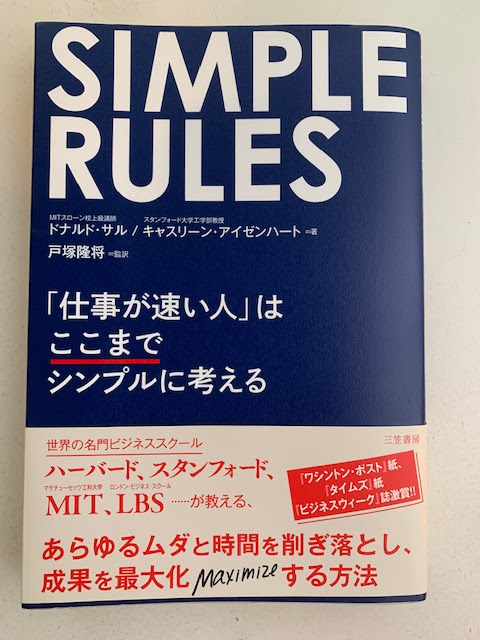 SIMPLE
RULES
MITスローン校上級講師 スタンフォード大学工学部教授
ドナルド・サル / キャスリーン・アイゼンハート=著
戸塚隆将=監訳
「仕事が速い人」は
ここまで
シンプルに考える
三笠書房
世界の名門ビジネススクール
ハーバード、スタンフォード、
マサチューセッツ工科大学 ロンドン・ビジネス・スクール
MIT、LBS ……が教える、
『ワシントン・ポスト』紙、
『タイムズ』紙
『ビジネスウィーク』誌激賞!!
あらゆるムダと時間を削ぎ落とし、
成果を最大化 Maximize する方法